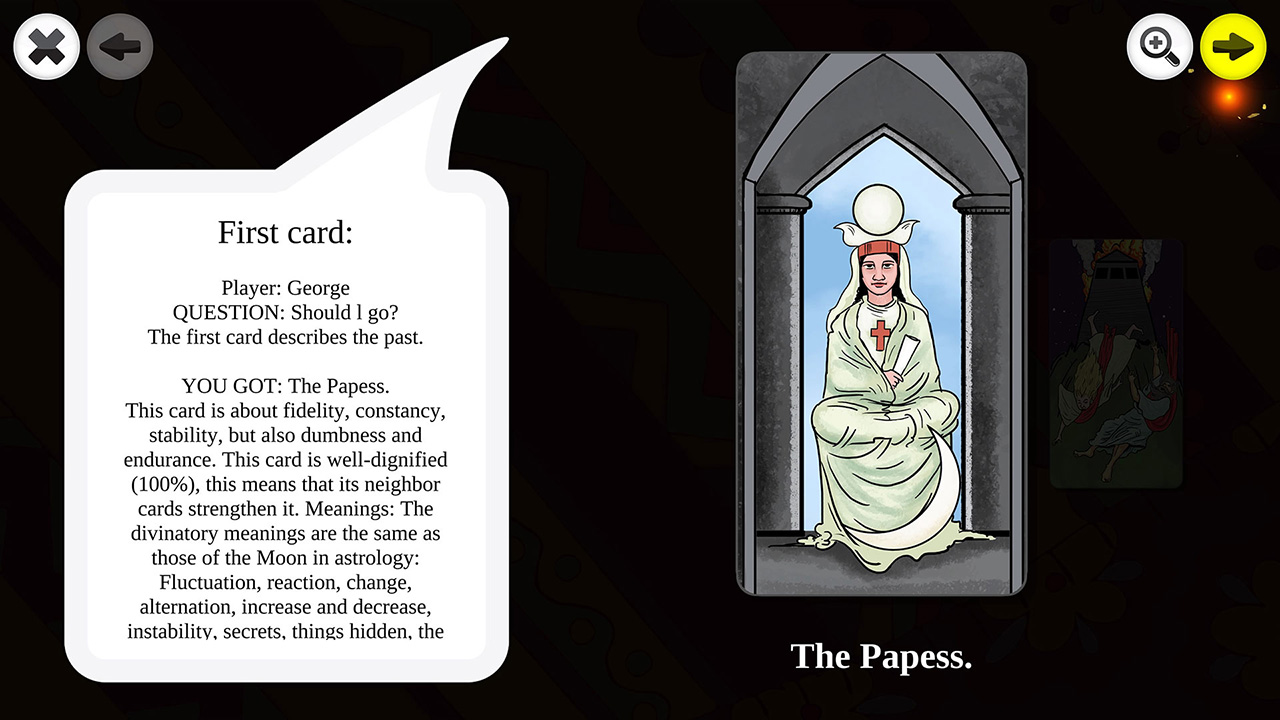 First card:
Player: George
QUESTION: Should l go?
The first card describes the past.
YOU GOT: The Papess.
This card is about fidelity, constancy,
stability, but also dumbness and
endurance. This card is well-dignified
(100%), this means that its neighbor
cards strengthen it. Meanings: The
divinatory meanings are the same as
those of the Moon in astrology:
Fluctuation, reaction, change,
alternation, increase and decrease,
instability, secrets, things hidden, the
The Papess.